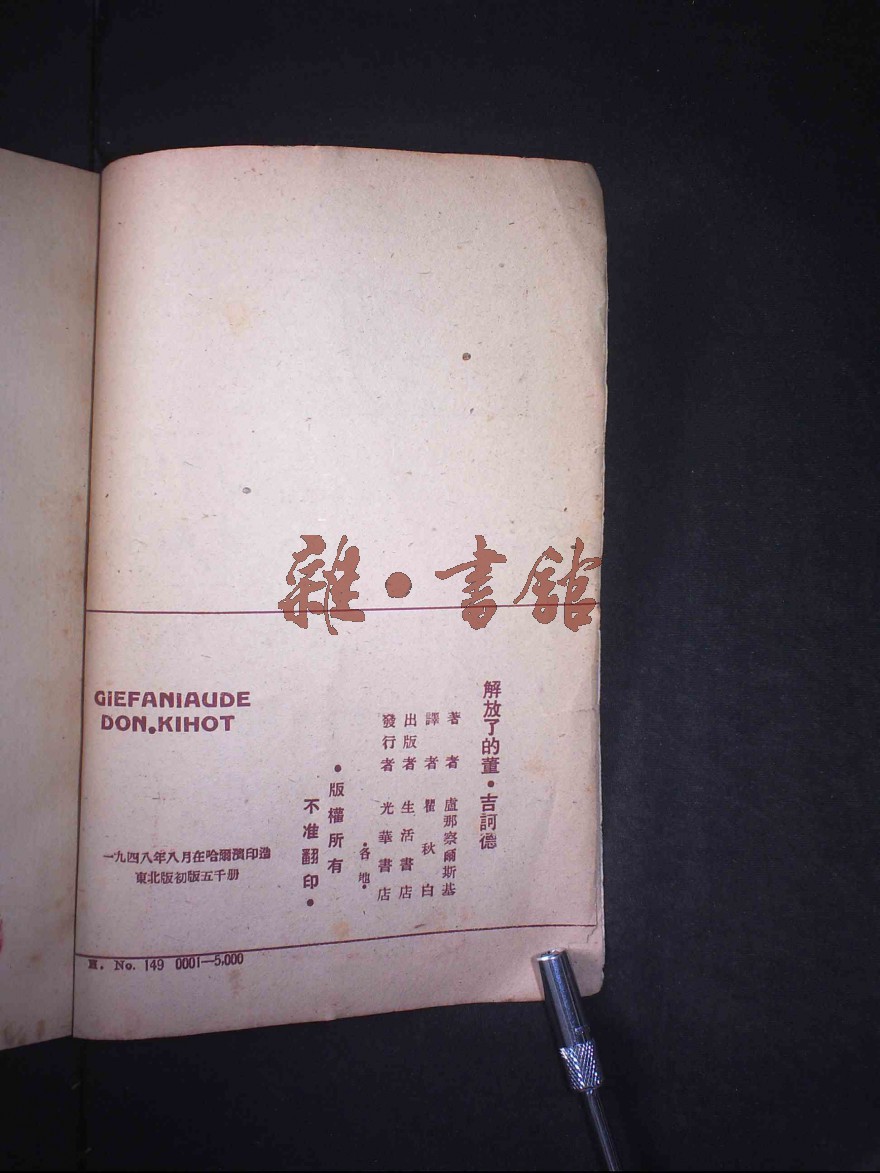 雜·書館
解放了的董·吉訶德
著者 盧那察爾斯基
譯者 瞿秋白
出版者 生活書店
發行者 光華書店
·各地·
·版權所有
不准翻印·
GIEFANIAUDE
DON.KIHOT
一九四八年八月在哈爾濱印造
東北版初版五千册
III. No. 149 0001—5,000